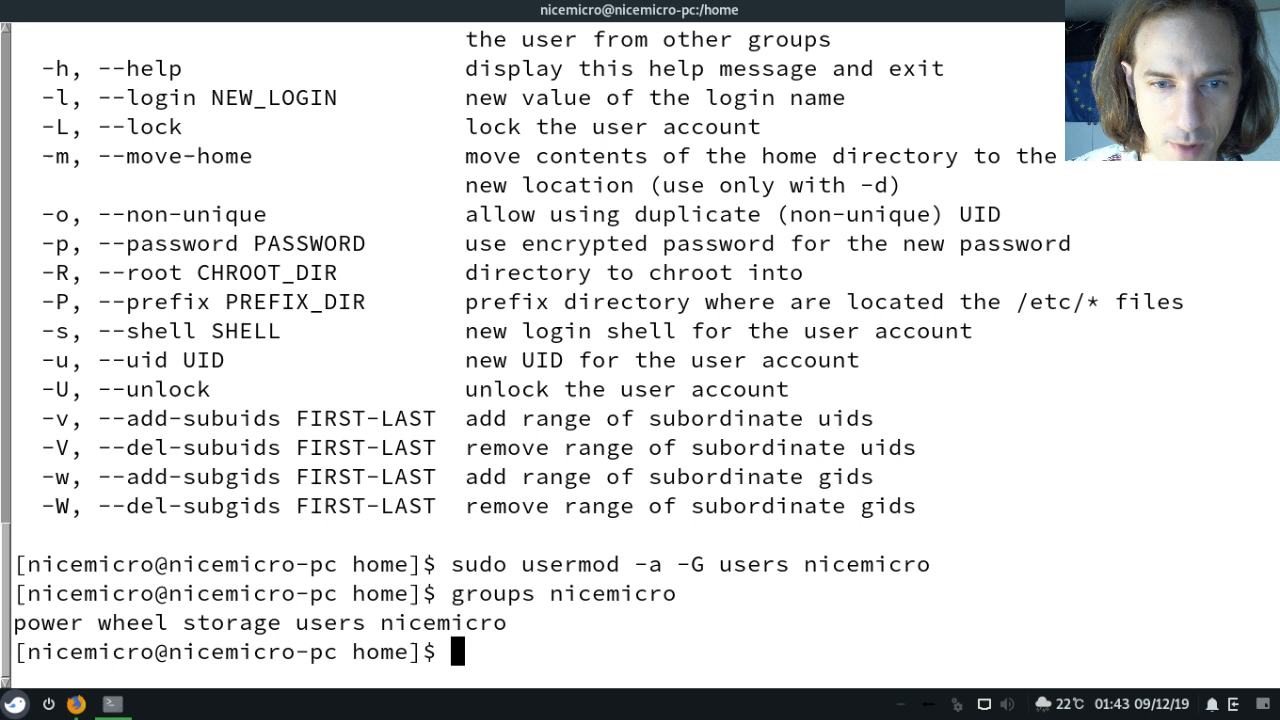 nicemicro@nicemicro-pc:/home
the user from other groups
-h, --help display this help message and exit
-l, --login NEW_LOGIN new value of the login name
-L, --lock lock the user account
-m, --move-home move contents of the home directory to the
new location (use only with -d)
-o, --non-unique allow using duplicate (non-unique) UID
-p, --password PASSWORD use encrypted password for the new password
-R, --root CHROOT_DIR directory to chroot into
-P, --prefix PREFIX_DIR prefix directory where are located the /etc/* files
-s, --shell SHELL new login shell for the user account
-u, --uid UID new UID for the user account
-U, --unlock unlock the user account
-v, --add-subuids FIRST-LAST add range of subordinate uids
-V, --del-subuids FIRST-LAST remove range of subordinate uids
-w, --add-subgids FIRST-LAST add range of subordinate gids
-W, --del-subgids FIRST-LAST remove range of subordinate gids
[nicemicro@nicemicro-pc home]$ sudo usermod -a -G users nicemicro
[nicemicro@nicemicro-pc home]$ groups nicemicro
power wheel storage users nicemicro
[nicemicro@nicemicro-pc home]$
22℃ 01:43 09/12/19